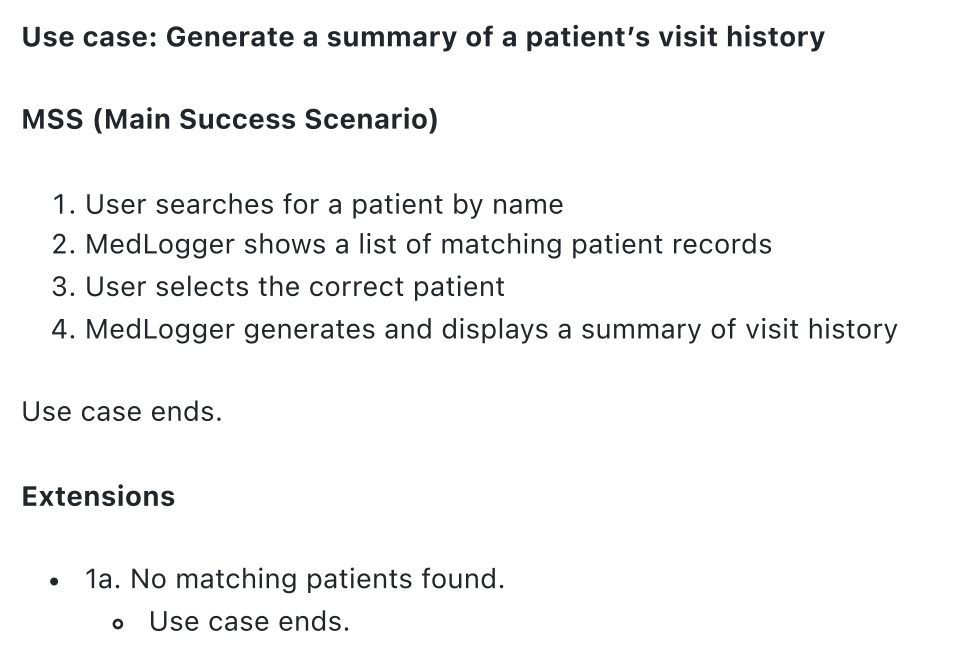 Use case: Generate a summary of a patient’s visit history
MSS (Main Success Scenario)
1. User searches for a patient by name
2. MedLogger shows a list of matching patient records
3. User selects the correct patient
4. MedLogger generates and displays a summary of visit history
Use case ends.
Extensions
• 1a. No matching patients found.
◦ Use case ends.